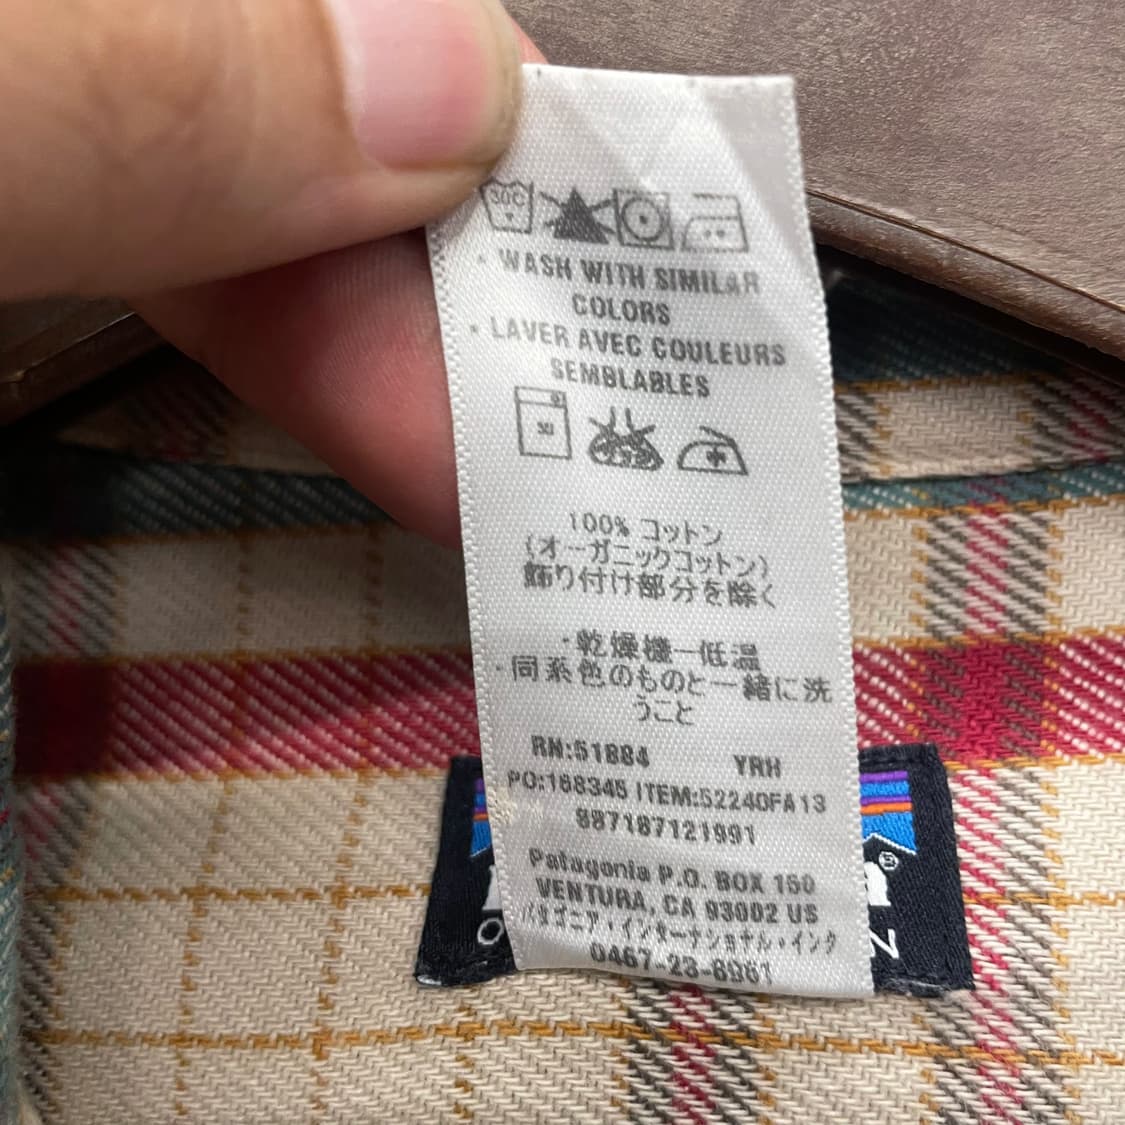 30C
• WASH WITH SIMILAR
COLORS
• LAVER AVEC COULEURS
SEMBLABLES
30
100% コットン
(オーガニックコットン)
飾り付け部分を除く
・乾燥機ー低温
・同系色のものと一緒に洗
うこと
RN:51884 YRH
PO:168345 ITEM:52240FA13
887187121991
Patagonia P.O. BOX 150
VENTURA, CA 93002 US
パタゴニア・インターナショナル・インク
0467-23-8961